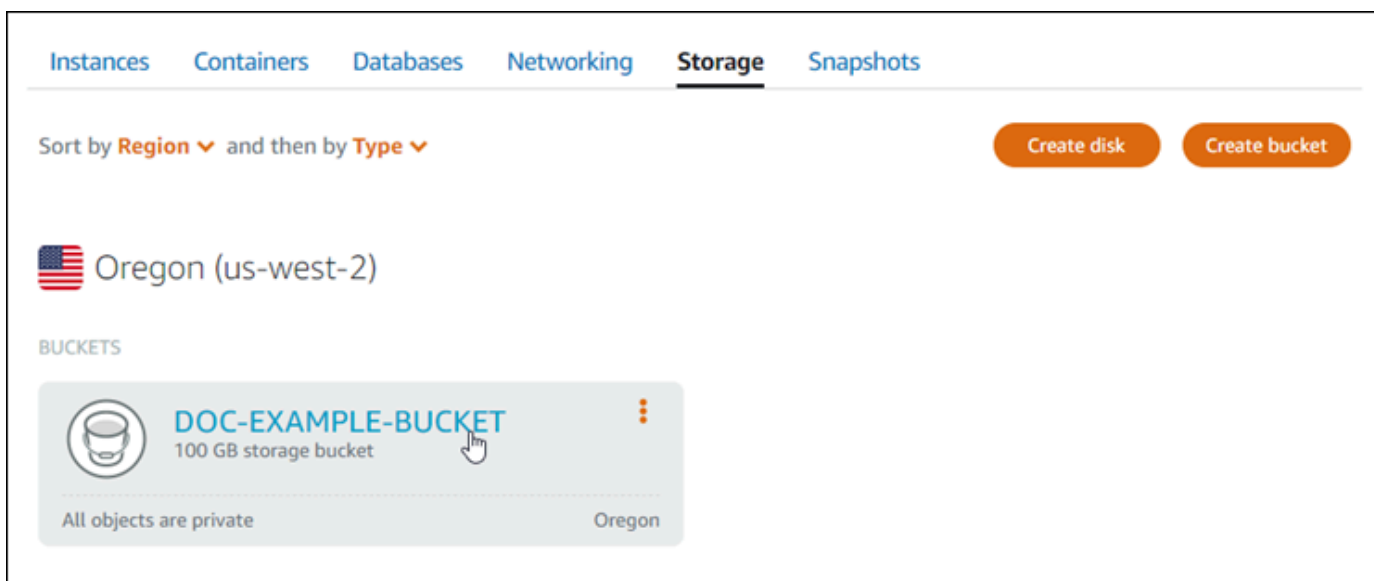 Instances Containers Databases Networking Storage Snapshots
Sort by Region and then by Type
Create disk Create bucket
Oregon (us-west-2)
BUCKETS
DOC-EXAMPLE-BUCKET
100 GB storage bucket
All objects are private Oregon